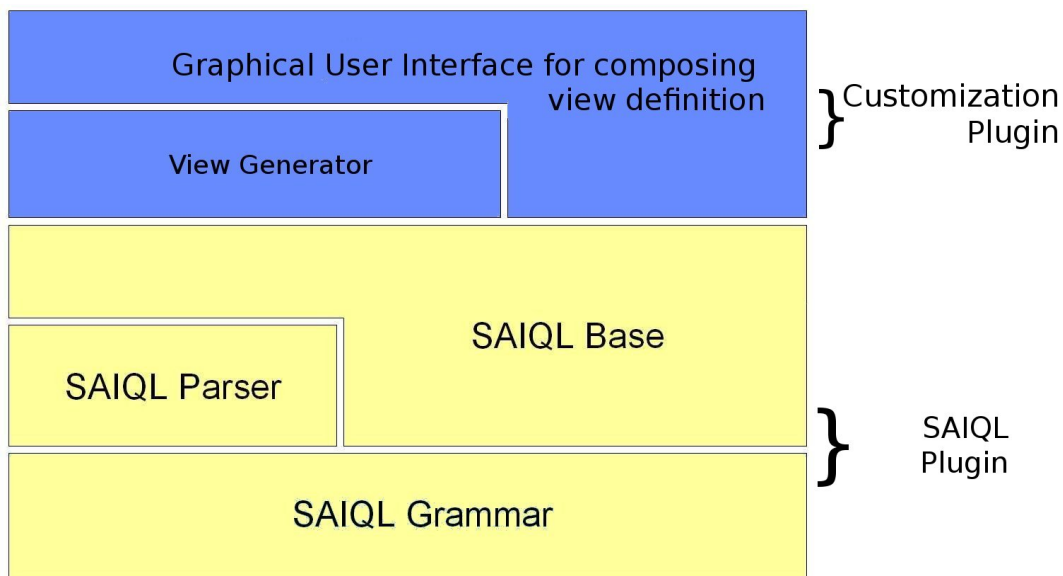 Graphical User Interface for composing
view definition
Customization
Plugin
View Generator
SAIQL Base
SAIQL Parser
SAIQL
Plugin
SAIQL Grammar